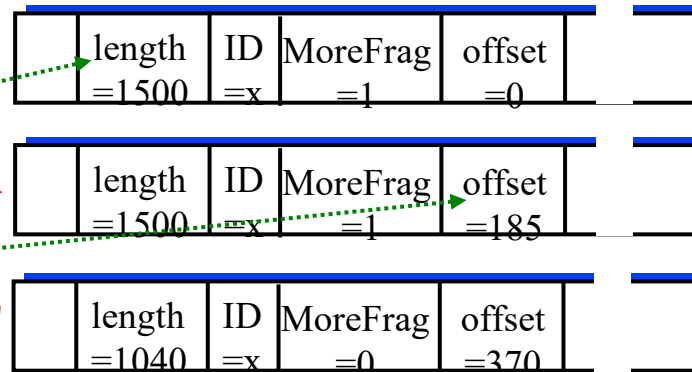 length ID MoreFrag offset
=1500 =x =1 =0
length ID MoreFrag offset
=1500 =x =1 =185
length ID MoreFrag offset
=1040 =x =0 =370